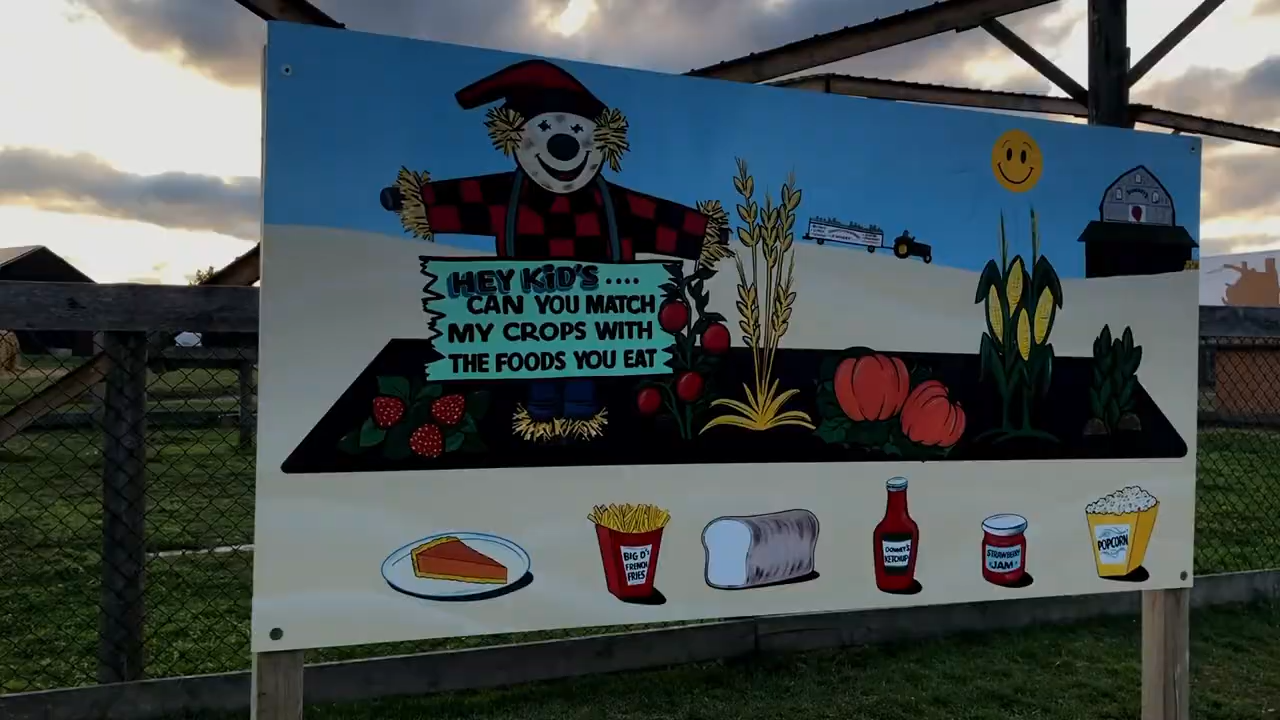 HEY KiD'S ....
CAN YOU MATCH
MY CROPS WITH
THE FOODS YOU EAT
BIG D'S
FRENCH
FRIES
DOWNEY'S
KETCHUP
STRAWBERRY
JAM
POPCORN